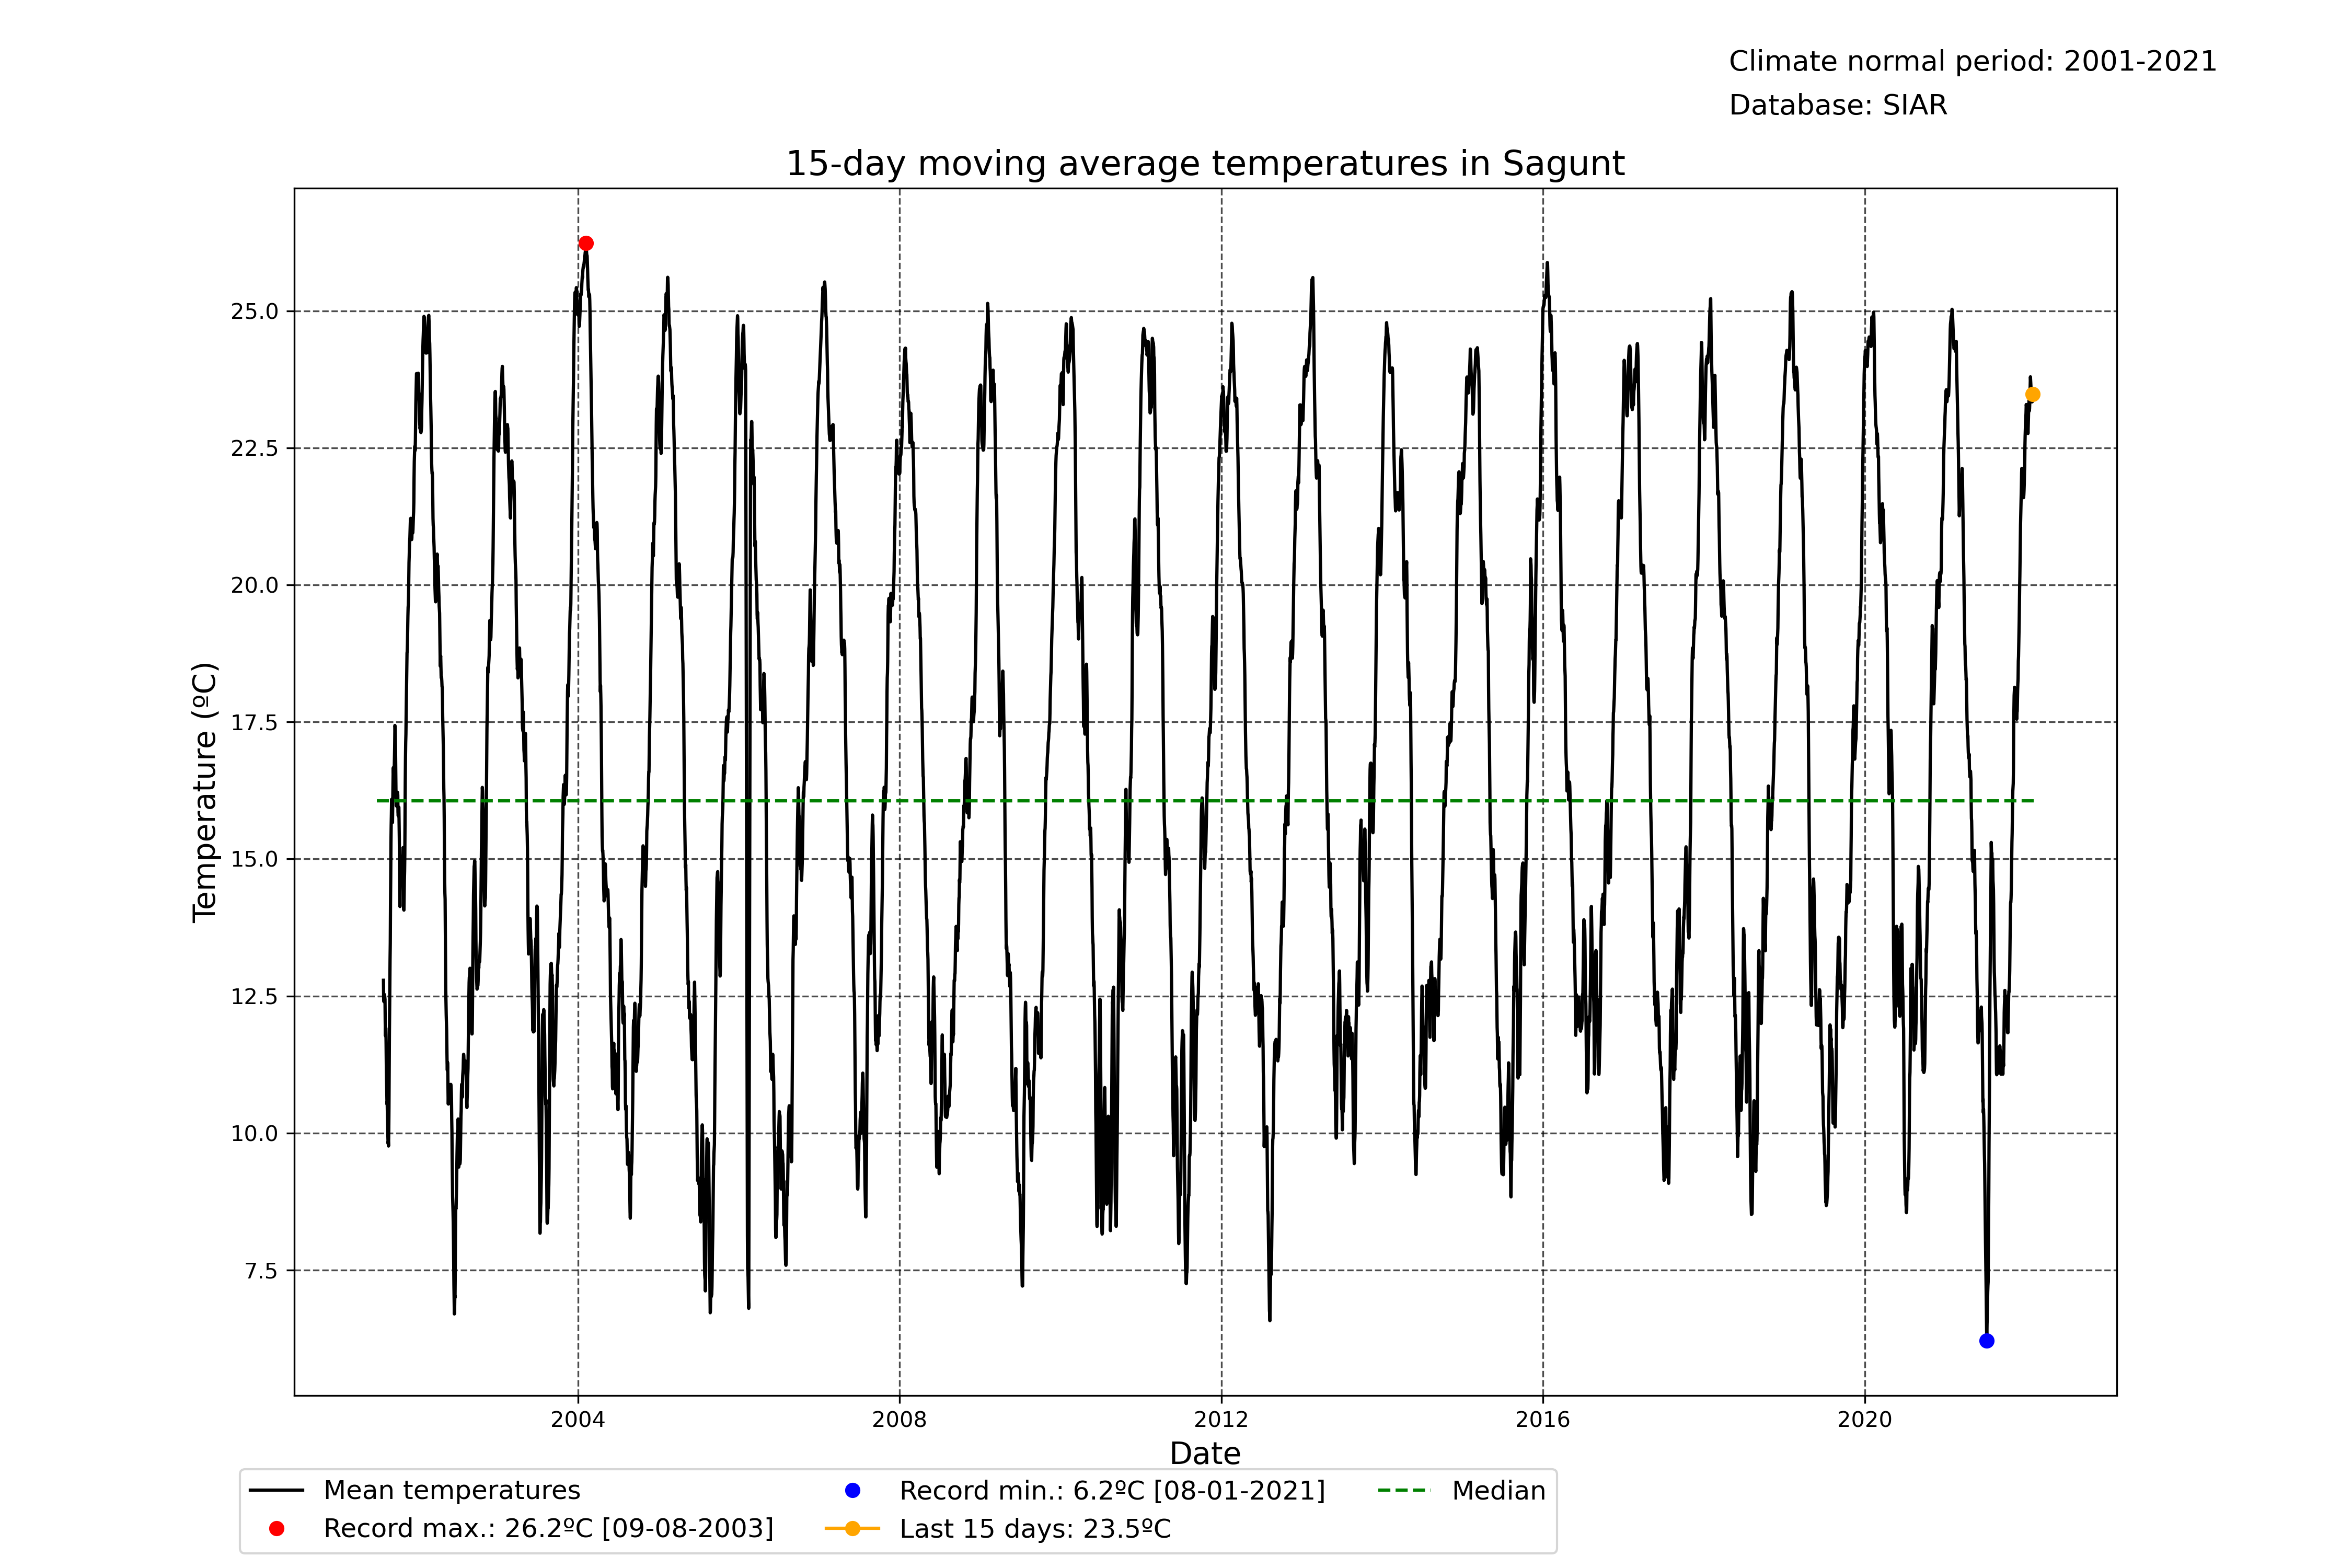 Climate normal period: 2001-2021
Database: SIAR
15-day moving average temperatures in Sagunt
Temperature (ºC)
25.0
22.5
20.0
17.5
15.0
12.5
10.0
7.5
2004
2008
2012
2016
2020
Date
Mean temperatures
Record max.: 26.2ºC [09-08-2003]
Record min.: 6.2ºC [08-01-2021]
Last 15 days: 23.5ºC
Median